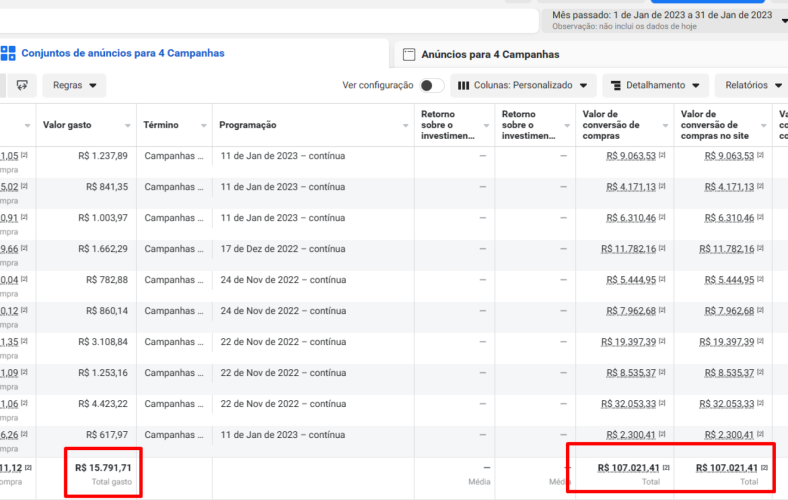 Mês passado: 1 de Jan de 2023 a 31 de Jan de 2023
Observação: não inclui os dados de hoje
Conjuntos de anúncios para 4 Campanhas
Anúncios para 4 Campanhas
Regras
Ver configuração
Colunas: Personalizado
Detalhamento
Relatórios
Valor gasto
Término
Programação
Retorno sobre o investimen...
Retorno sobre o investimen...
Valor de conversão de compras
Valor de conversão de compras no site
1,05 [2] R$ 1.237,89 Campanhas ... 11 de Jan de 2023 – contínua — — R$ 9.063,53 [2] R$ 9.063,53 [2]
mpra
5,02 [2] R$ 841,35 Campanhas ... 11 de Jan de 2023 – contínua — — R$ 4.171,13 [2] R$ 4.171,13 [2]
mpra
0,91 [2] R$ 1.003,97 Campanhas ... 11 de Jan de 2023 – contínua — — R$ 6.310,46 [2] R$ 6.310,46 [2]
mpra
9,66 [2] R$ 1.662,29 Campanhas ... 17 de Dez de 2022 – contínua — — R$ 11.782,16 [2] R$ 11.782,16 [2]
mpra
0,04 [2] R$ 782,88 Campanhas ... 24 de Nov de 2022 – contínua — — R$ 5.444,95 [2] R$ 5.444,95 [2]
mpra
0,12 [2] R$ 860,14 Campanhas ... 24 de Nov de 2022 – contínua — — R$ 7.962,68 [2] R$ 7.962,68 [2]
mpra
1,35 [2] R$ 3.108,84 Campanhas ... 22 de Nov de 2022 – contínua — — R$ 19.397,39 [2] R$ 19.397,39 [2]
mpra
1,09 [2] R$ 1.253,16 Campanhas ... 22 de Nov de 2022 – contínua — — R$ 8.535,37 [2] R$ 8.535,37 [2]
mpra
1,06 [2] R$ 4.423,22 Campanhas ... 22 de Nov de 2022 – contínua — — R$ 32.053,33 [2] R$ 32.053,33 [2]
mpra
6,26 [2] R$ 617,97 Campanhas ... 11 de Jan de 2023 – contínua — — R$ 2.300,41 [2] R$ 2.300,41 [2]
mpra
11,12 [2] R$ 15.791,71 — — R$ 107.021,41 [2] R$ 107.021,41 [2]
ompra Total gasto Média Médi Total Total